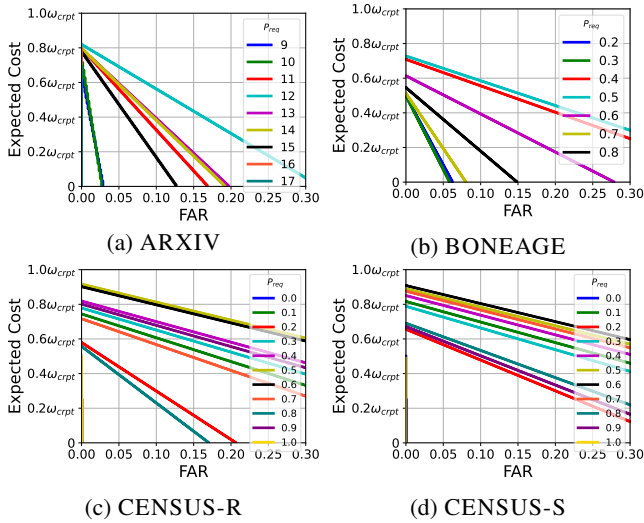 1.0ω_crpt
0.8ω_crpt
0.6ω_crpt
0.4ω_crpt
0.2ω_crpt
0
Expected Cost
0.00 0.05 0.10 0.15 0.20 0.25 0.30
FAR
P_req
9
10
11
12
13
14
15
16
17
(a) ARXIV
1.0ω_crpt
0.8ω_crpt
0.6ω_crpt
0.4ω_crpt
0.2ω_crpt
0
Expected Cost
0.00 0.05 0.10 0.15 0.20 0.25 0.30
FAR
P_req
0.2
0.3
0.4
0.5
0.6
0.7
0.8
(b) BONEAGE
1.0ω_crpt
0.8ω_crpt
0.6ω_crpt
0.4ω_crpt
0.2ω_crpt
0
Expected Cost
0.00 0.05 0.10 0.15 0.20 0.25 0.30
FAR
P_req
0.0
0.1
0.2
0.3
0.4
0.5
0.6
0.7
0.8
0.9
1.0
(c) CENSUS-R
1.0ω_crpt
0.8ω_crpt
0.6ω_crpt
0.4ω_crpt
0.2ω_crpt
0
Expected Cost
0.00 0.05 0.10 0.15 0.20 0.25 0.30
FAR
P_req
0.0
0.1
0.2
0.3
0.4
0.5
0.6
0.7
0.8
0.9
1.0
(d) CENSUS-S